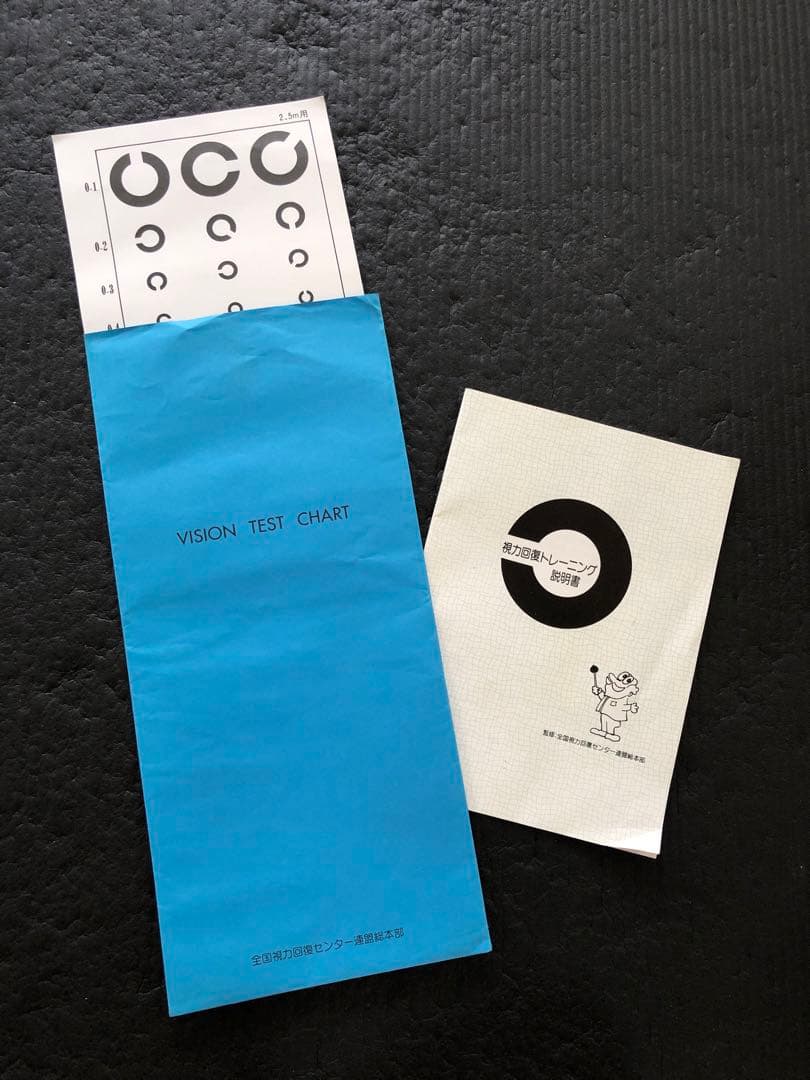 2.5m用
0.1
0.2
0.3
0.4
VISION TEST CHART
全国視力回復センター連盟総本部
視力回復トレーニング
説明書
監修:全国視力回復センター連盟総本部